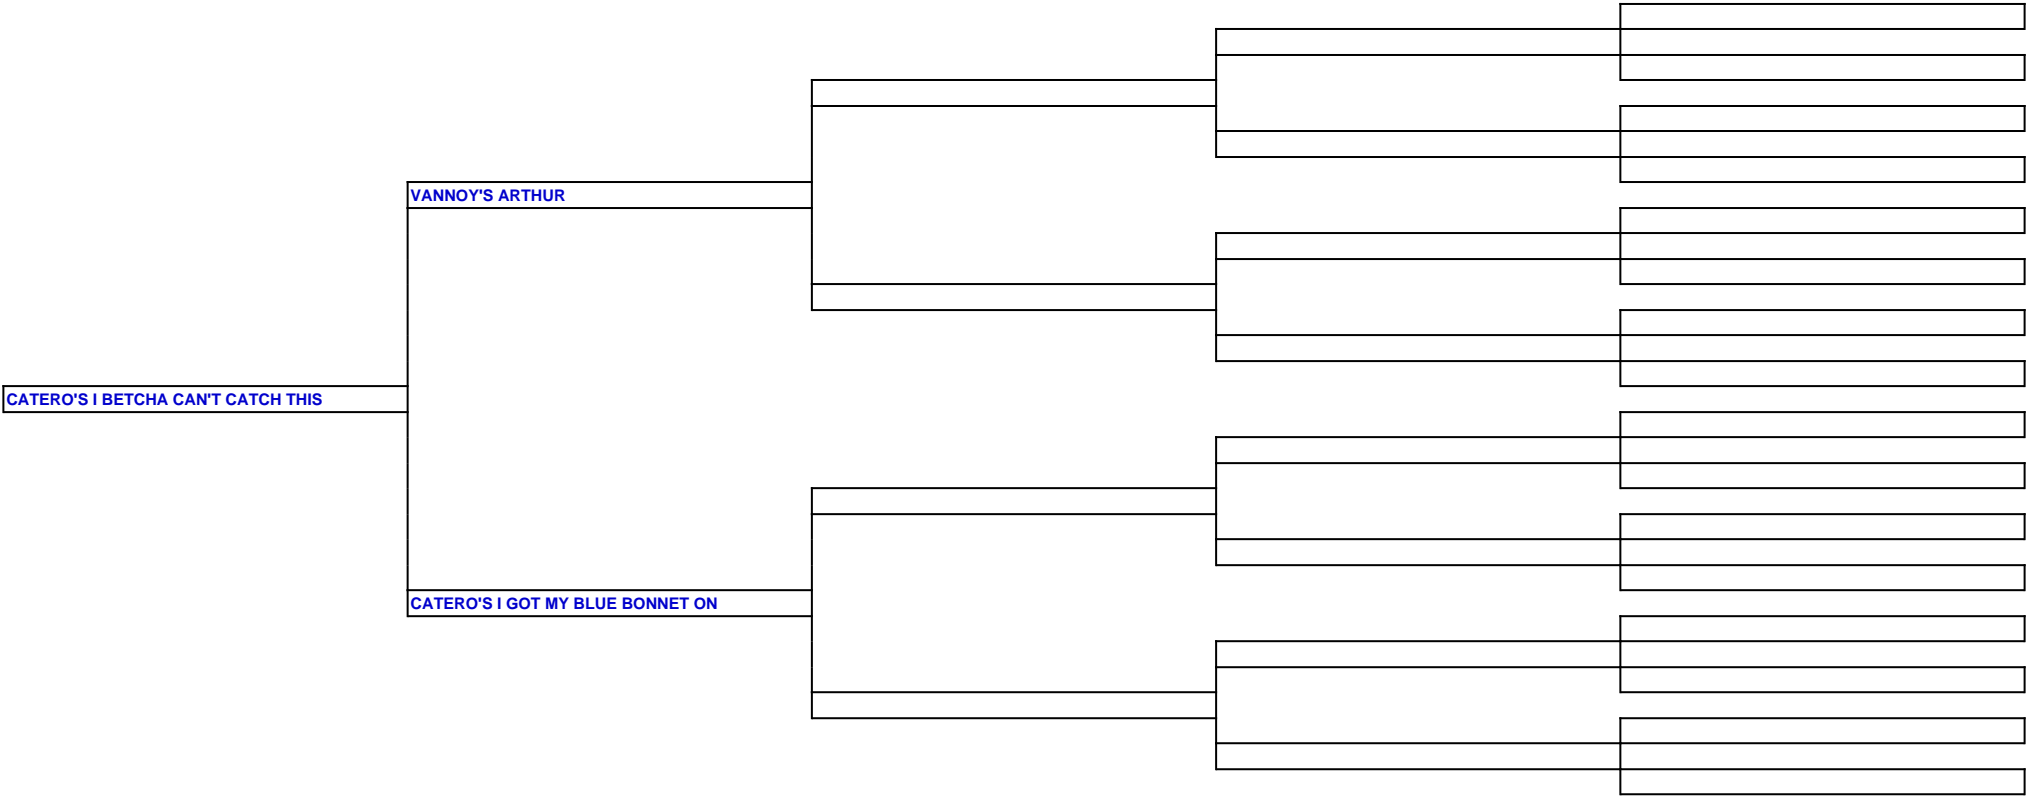 VANNOY'S ARTHUR
CATERO'S I BETCHA CAN'T CATCH THIS
CATERO'S I GOT MY BLUE BONNET ON